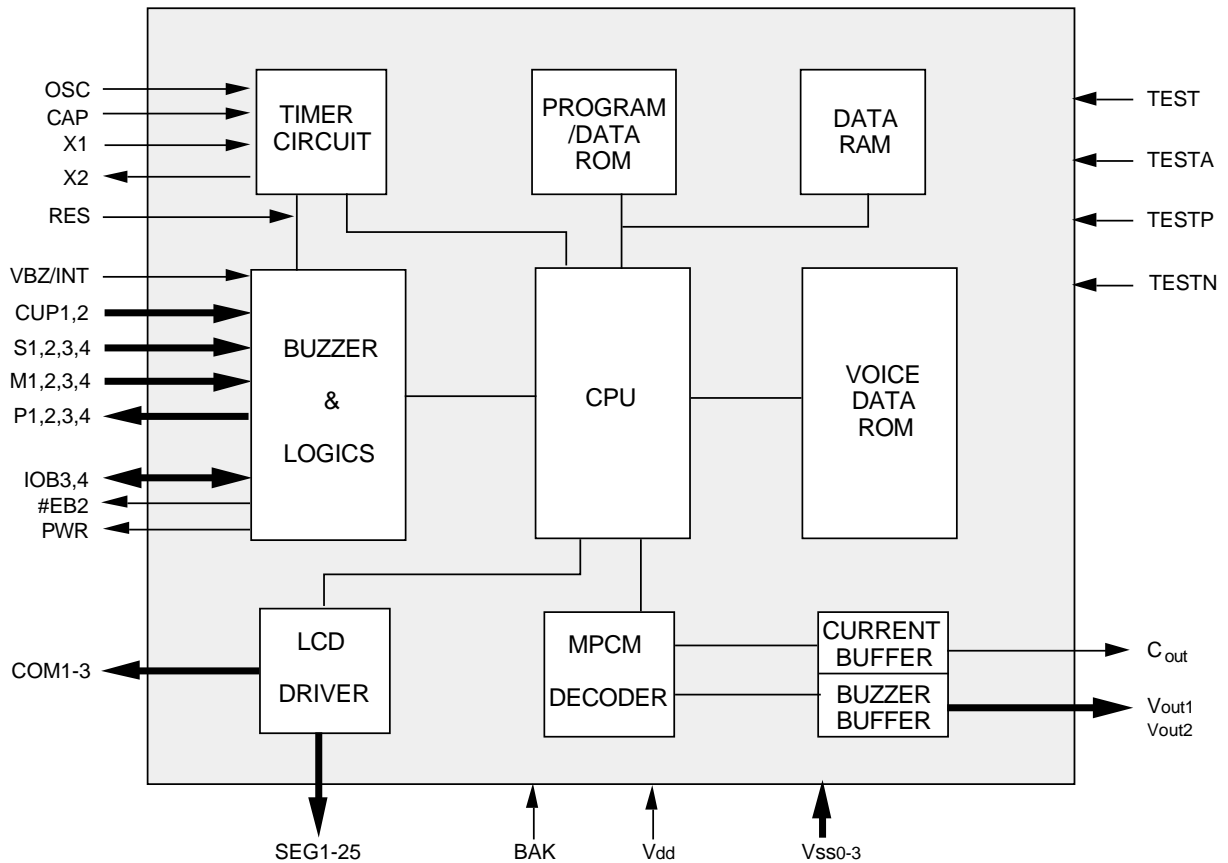 OSC
CAP
X1
X2
RES
VBZ/INT
CUP1,2
S1,2,3,4
M1,2,3,4
P1,2,3,4
IOB3,4
#EB2
PWR
COM1-3
TIMER
CIRCUIT
PROGRAM
/DATA
ROM
DATA
RAM
BUZZER
&
LOGICS
CPU
VOICE
DATA
ROM
LCD
DRIVER
MPCM
DECODER
CURRENT
BUFFER
BUZZER
BUFFER
TEST
TESTA
TESTP
TESTN
Cout
Vout1
Vout2
SEG1-25
BAK
Vdd
Vss0-3